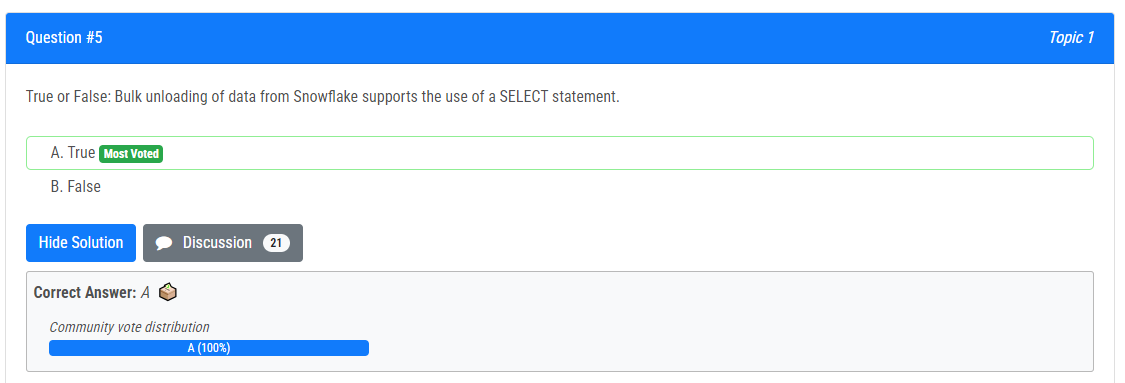 Question #5 Topic 1
True or False: Bulk unloading of data from Snowflake supports the use of a SELECT statement.
A. True Most Voted
B. False
Hide Solution Discussion 21
Correct Answer: A
Community vote distribution
A (100%)